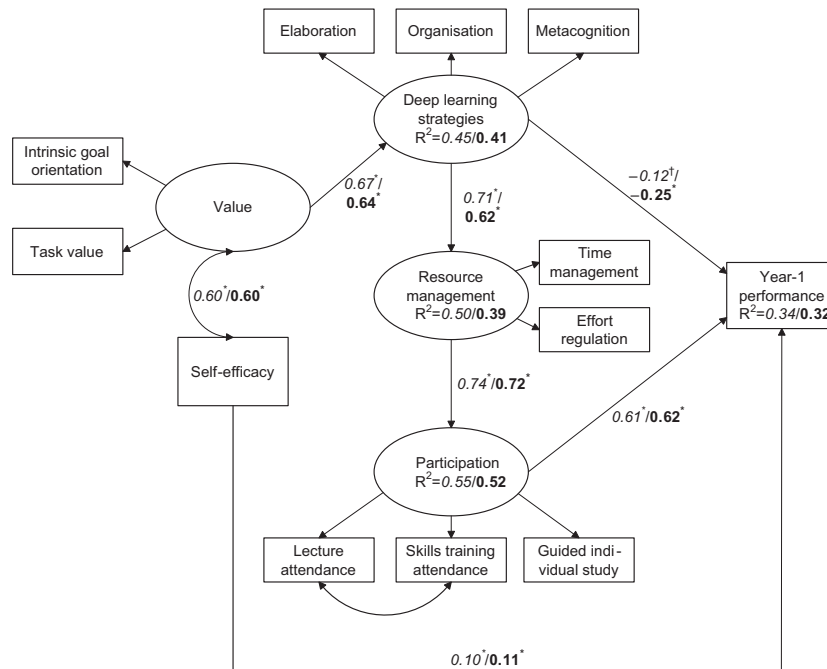 Elaboration
Organisation
Metacognition
Deep learning
strategies
R²=0.45/0.41
Intrinsic goal
orientation
Value
Task value
0.67*/
0.64*
0.71*/
0.62*
−0.12†/
−0.25*
Time
management
Resource
management
R²=0.50/0.39
Effort
regulation
Year-1
performance
R²=0.34/0.32
0.60*/0.60*
Self-efficacy
0.74*/0.72*
0.61*/0.62*
Participation
R²=0.55/0.52
Lecture
attendance
Skills training
attendance
Guided indi-
vidual study
0.10*/0.11*